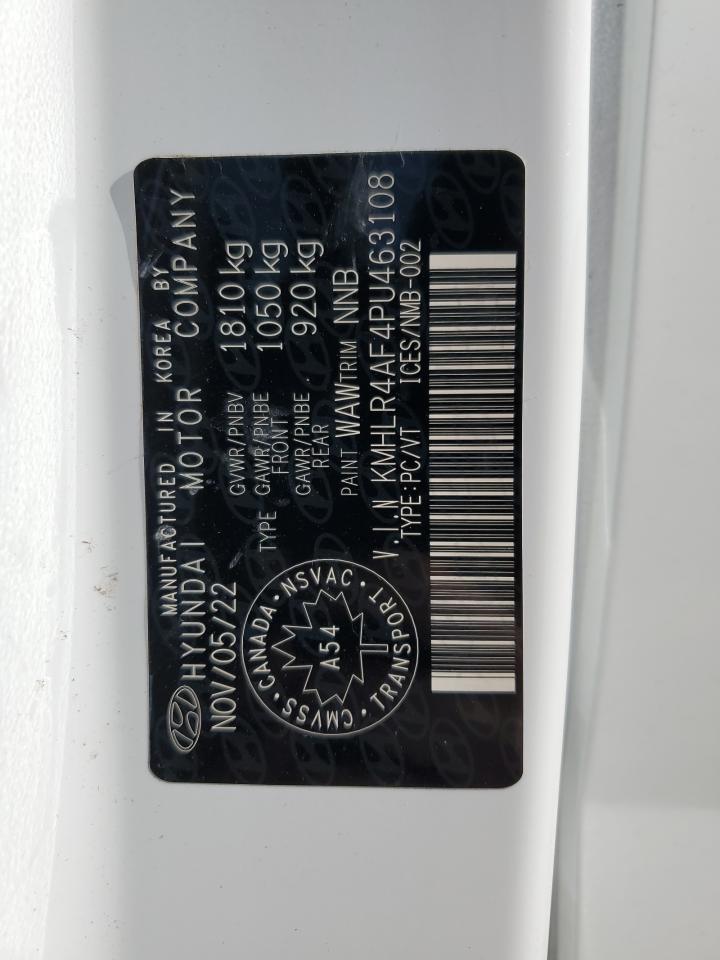 MANUFACTURED IN KOREA BY
HYUNDAI MOTOR COMPANY
NOV/05/22 GVWR/PNBV 1810 kg
TYPE GAWR/PNBE FRONT 1050 kg
GAWR/PNBE REAR 920 kg
PAINT WAW TRIM NNB
CMVSS • CANADA • NSVAC • TRANSPORT •
A54
V.I.N KMHLR4AF4PU463108
TYPE:PC/VT ICES/NMB-002